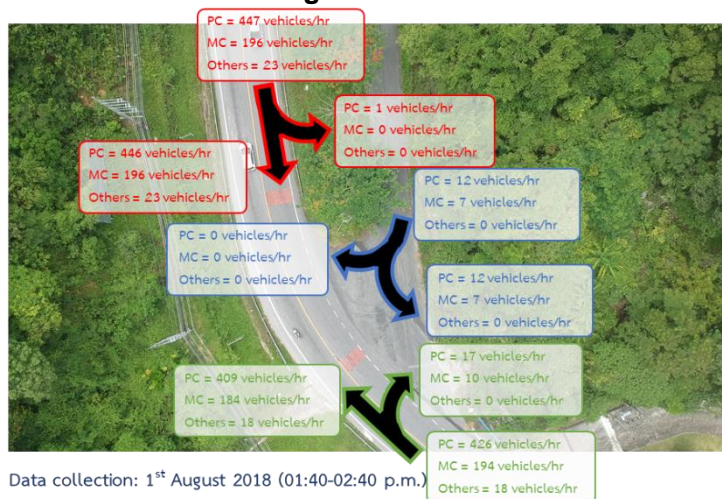 PC = 447 vehicles/hr
MC = 196 vehicles/hr
Others = 23 vehicles/hr
PC = 1 vehicles/hr
MC = 0 vehicles/hr
Others = 0 vehicles/hr
PC = 446 vehicles/hr
MC = 196 vehicles/hr
Others = 23 vehicles/hr
PC = 12 vehicles/hr
MC = 7 vehicles/hr
Others = 0 vehicles/hr
PC = 0 vehicles/hr
MC = 0 vehicles/hr
Others = 0 vehicles/hr
PC = 12 vehicles/hr
MC = 7 vehicles/hr
Others = 0 vehicles/hr
PC = 17 vehicles/hr
MC = 10 vehicles/hr
Others = 0 vehicles/hr
PC = 409 vehicles/hr
MC = 184 vehicles/hr
Others = 18 vehicles/hr
PC = 426 vehicles/hr
MC = 194 vehicles/hr
Others = 18 vehicles/hr
Data collection: 1st August 2018 (01:40-02:40 p.m.)